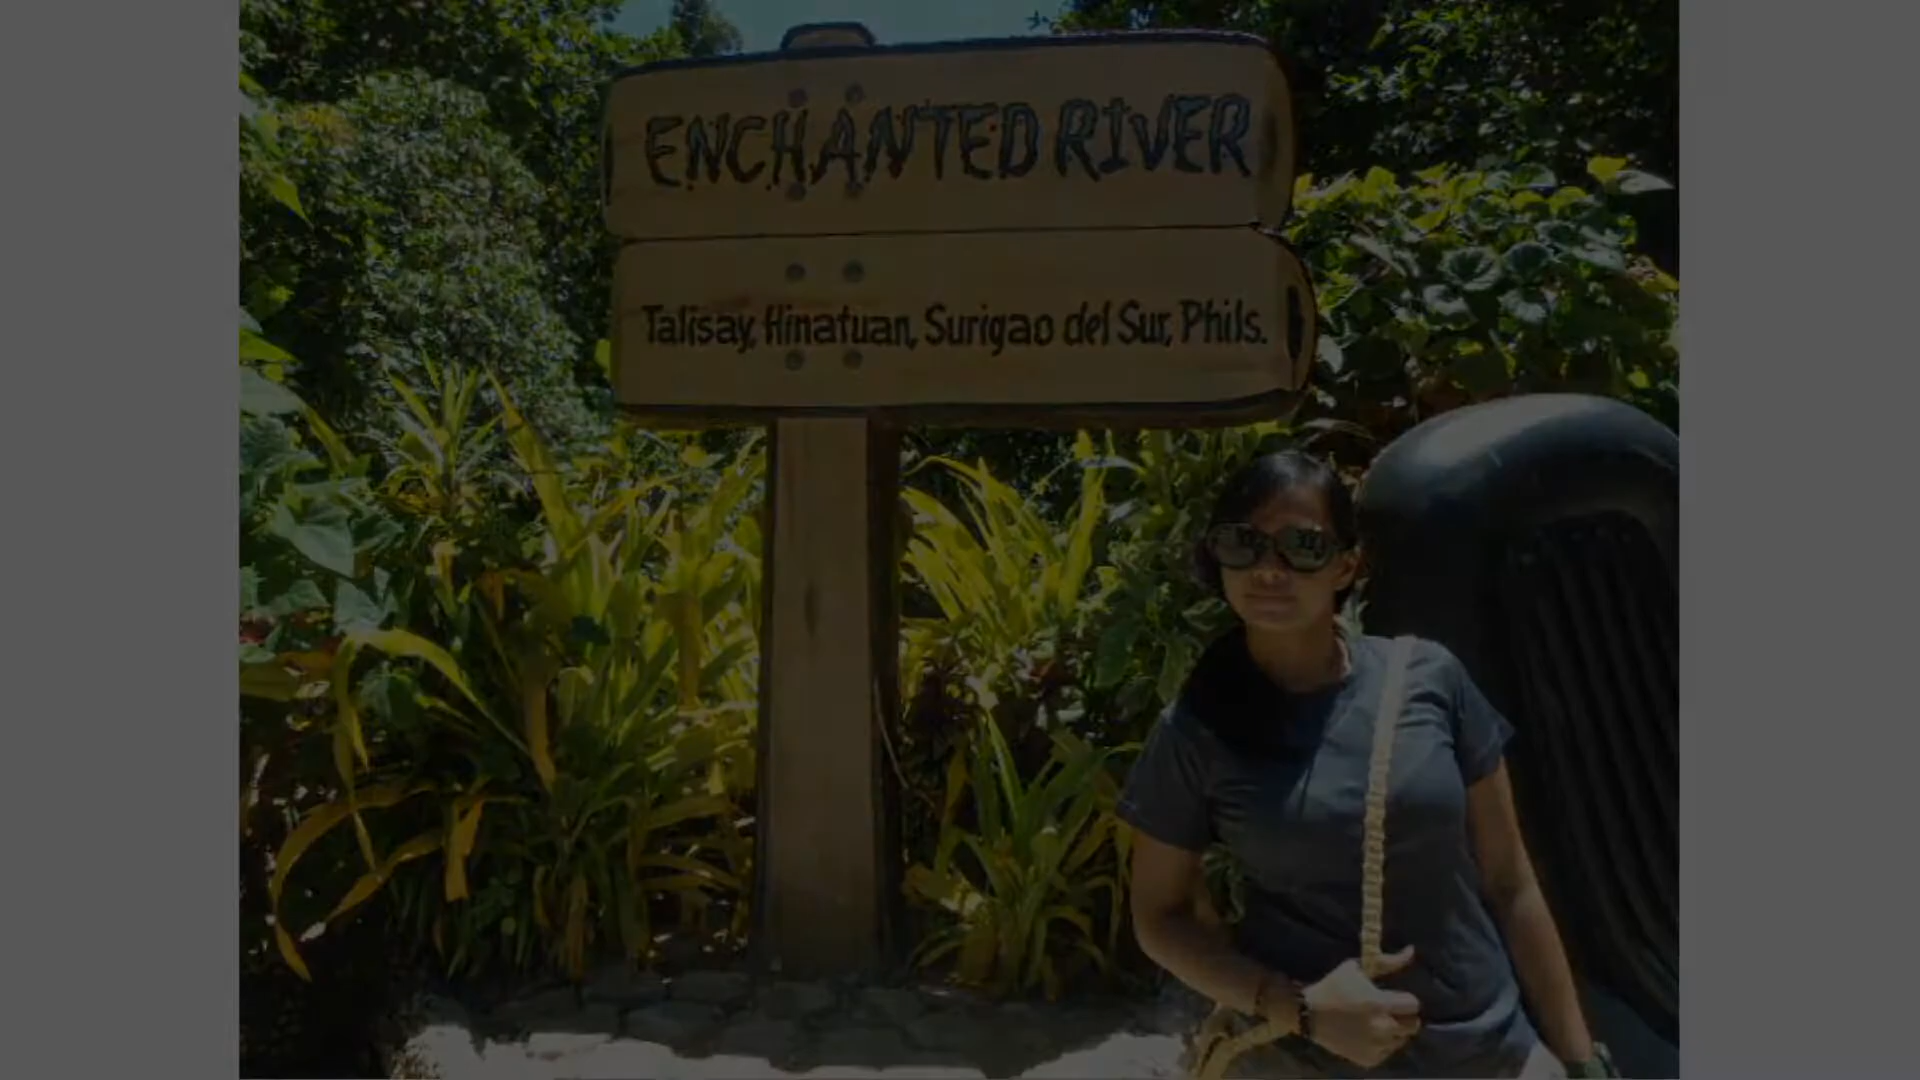 ENCHANTED RIVER
Talisay, Hinatuan, Surigao del Sur, Phils.